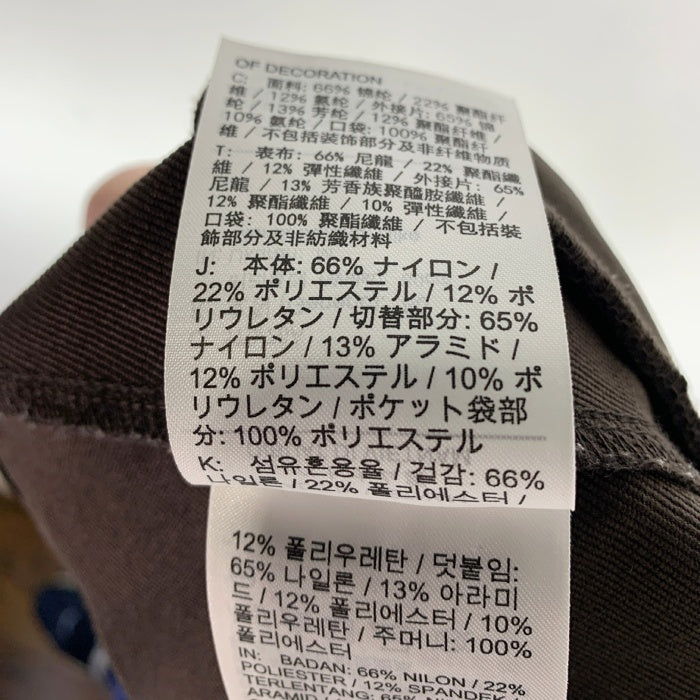 OF DECORATION
C: 面料: 66% 锦纶 / 22% 聚酯纤
维 / 12% 氨纶 / 外接片: 65% 锦
纶 / 13% 芳纶 / 12% 聚酯纤维 /
10% 氨纶 / 口袋: 100% 聚酯纤
维 / 不包括装饰部分及非纤维物质
T: 表布: 66% 尼龍 / 22% 聚酯纖
維 / 12% 彈性纖維 / 外接片: 65%
尼龍 / 13% 芳香族聚醯胺纖維 /
12% 聚酯纖維 / 10% 彈性纖維 /
口袋: 100% 聚酯纖維 / 不包括裝
飾部分及非紡織材料
J: 本体: 66% ナイロン /
22% ポリエステル / 12% ポ
リウレタン / 切替部分: 65%
ナイロン / 13% アラミド /
12% ポリエステル / 10% ポ
リウレタン / ポケット袋部
分: 100% ポリエステル
K: 섬유혼용율 / 겉감: 66%
나일론 / 22% 폴리에스터 /
12% 폴리우레탄 / 덧붙임:
65% 나일론 / 13% 아라미
드 / 12% 폴리에스터 / 10%
폴리우레탄 / 주머니: 100%
폴리에스터
IN: BADAN: 66% NILON / 22%
POLIESTER / 12% SPANDEK
TERLENTANG: 65%
ARAMID